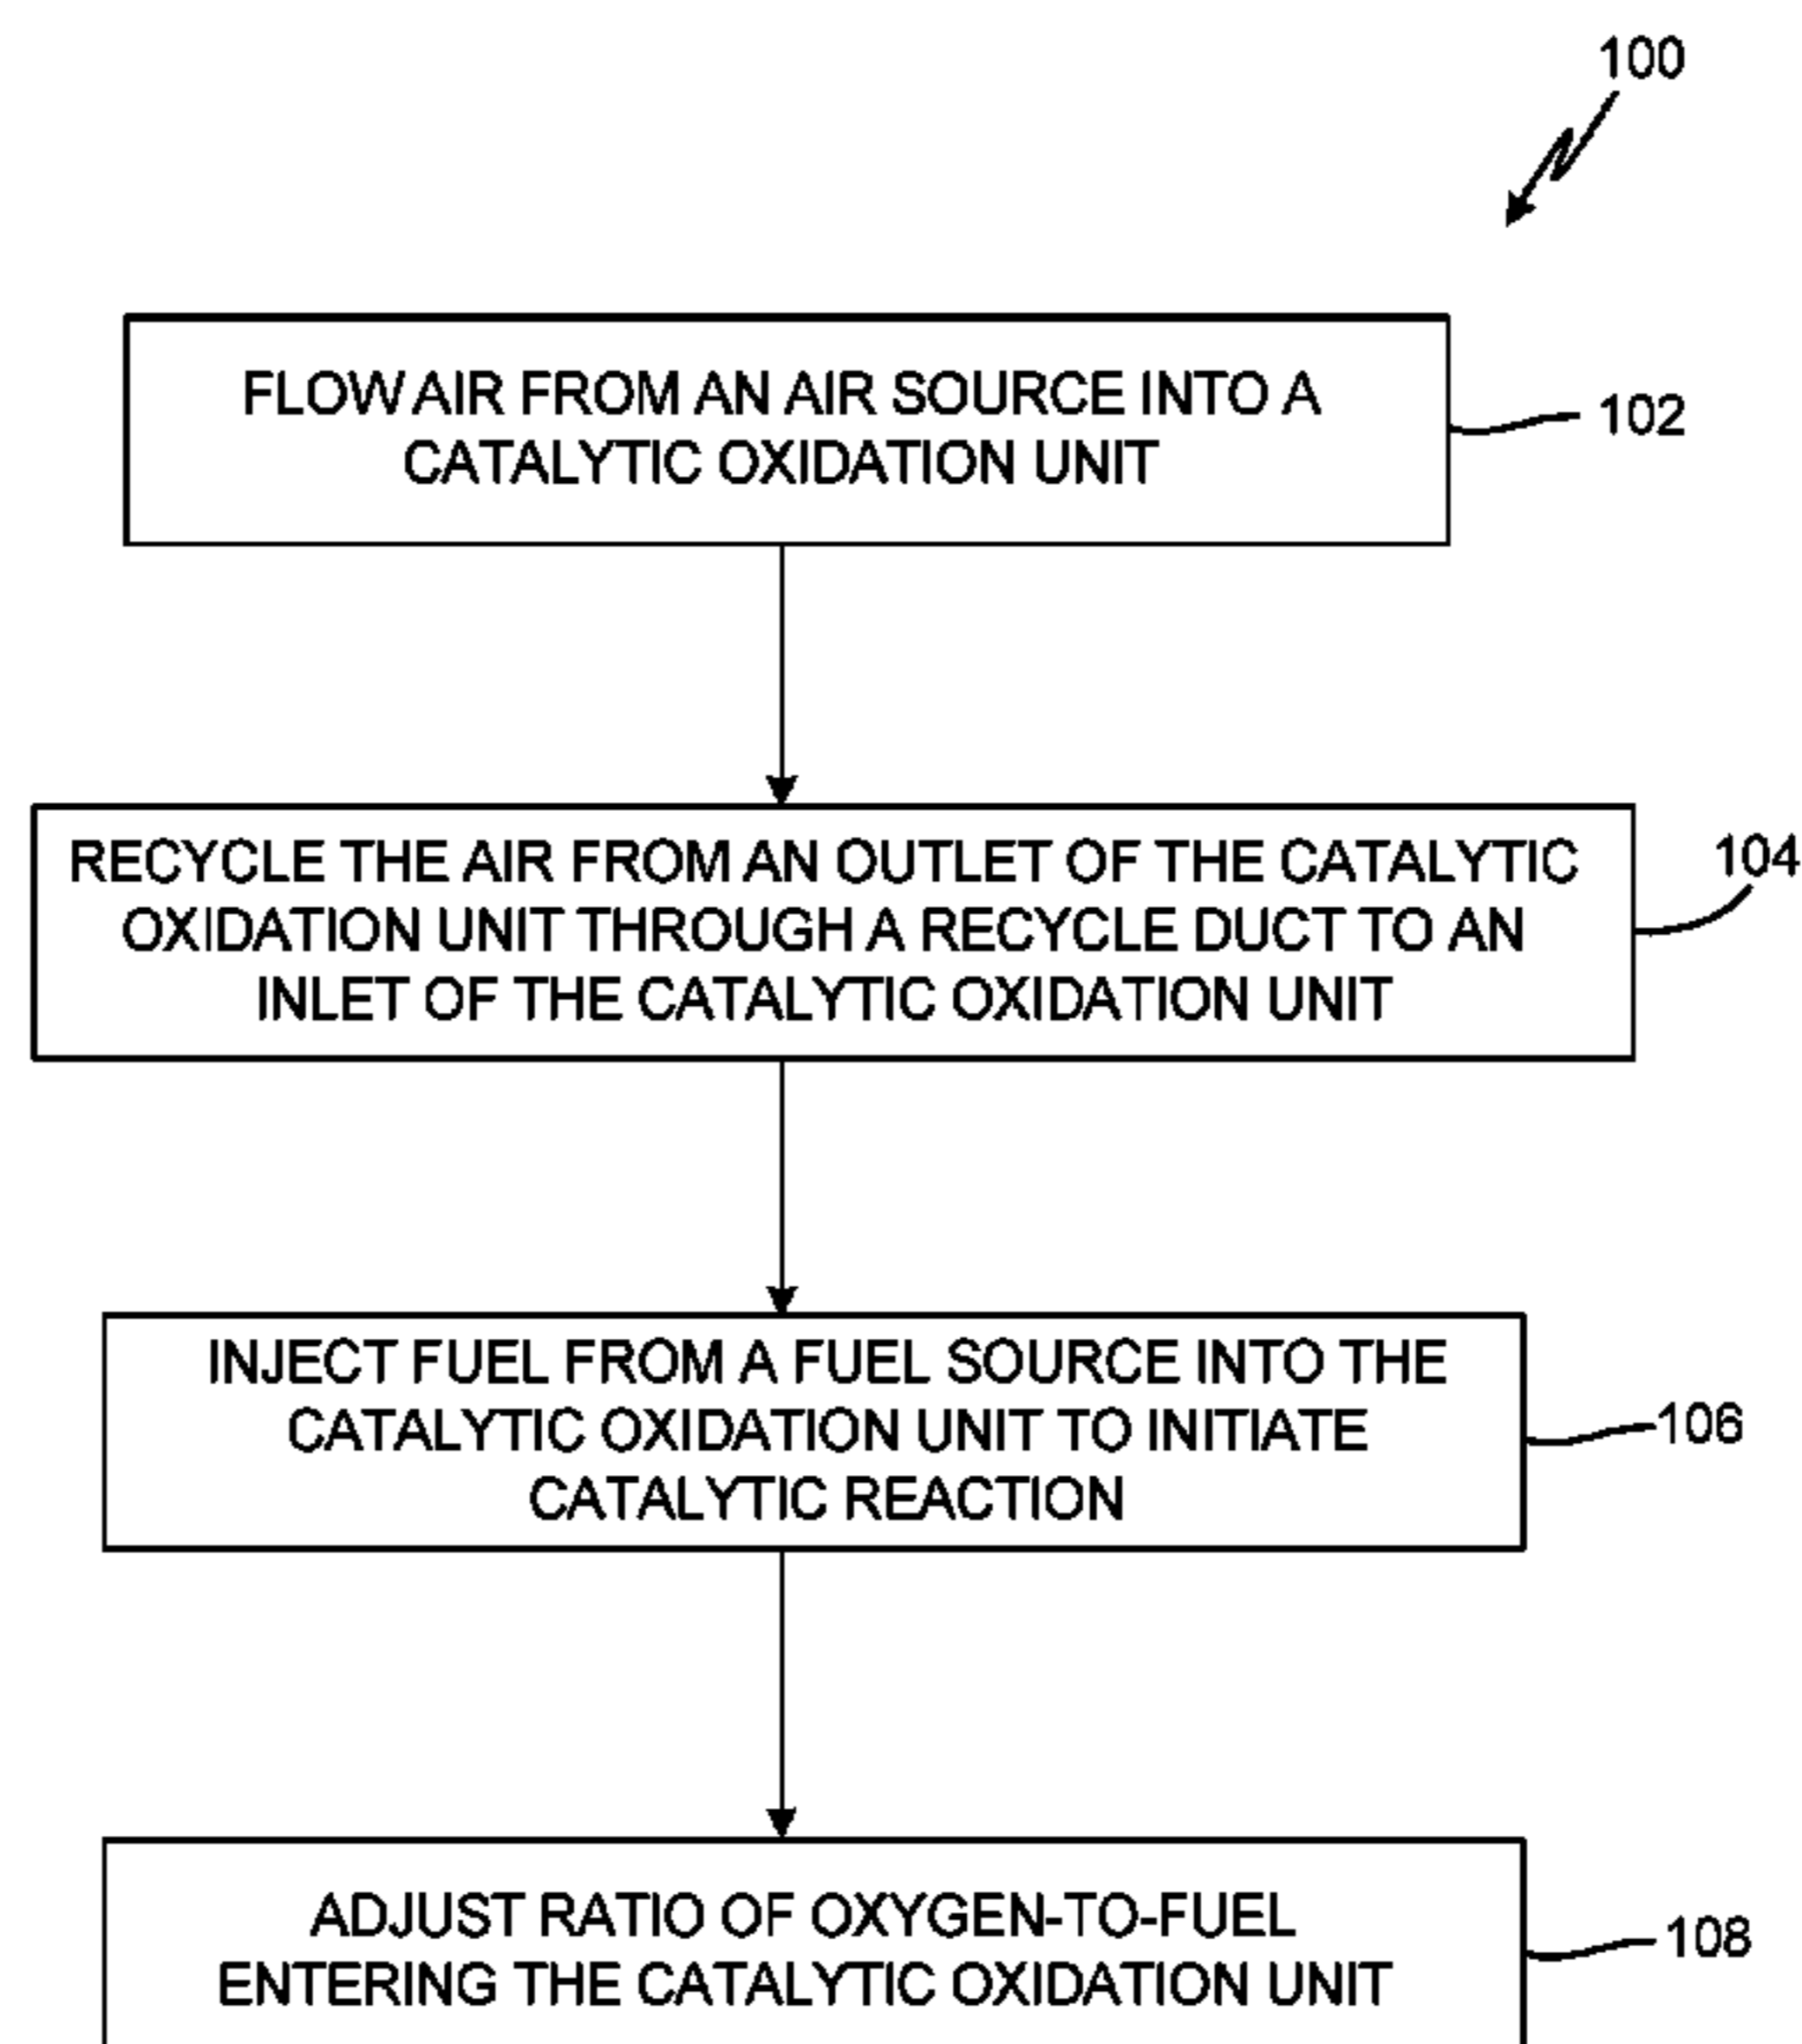 100
FLOW AIR FROM AN AIR SOURCE INTO A
CATALYTIC OXIDATION UNIT
102
RECYCLE THE AIR FROM AN OUTLET OF THE CATALYTIC
OXIDATION UNIT THROUGH A RECYCLE DUCT TO AN
INLET OF THE CATALYTIC OXIDATION UNIT
104
INJECT FUEL FROM A FUEL SOURCE INTO THE
CATALYTIC OXIDATION UNIT TO INITIATE
CATALYTIC REACTION
106
ADJUST RATIO OF OXYGEN-TO-FUEL
ENTERING THE CATALYTIC OXIDATION UNIT
108